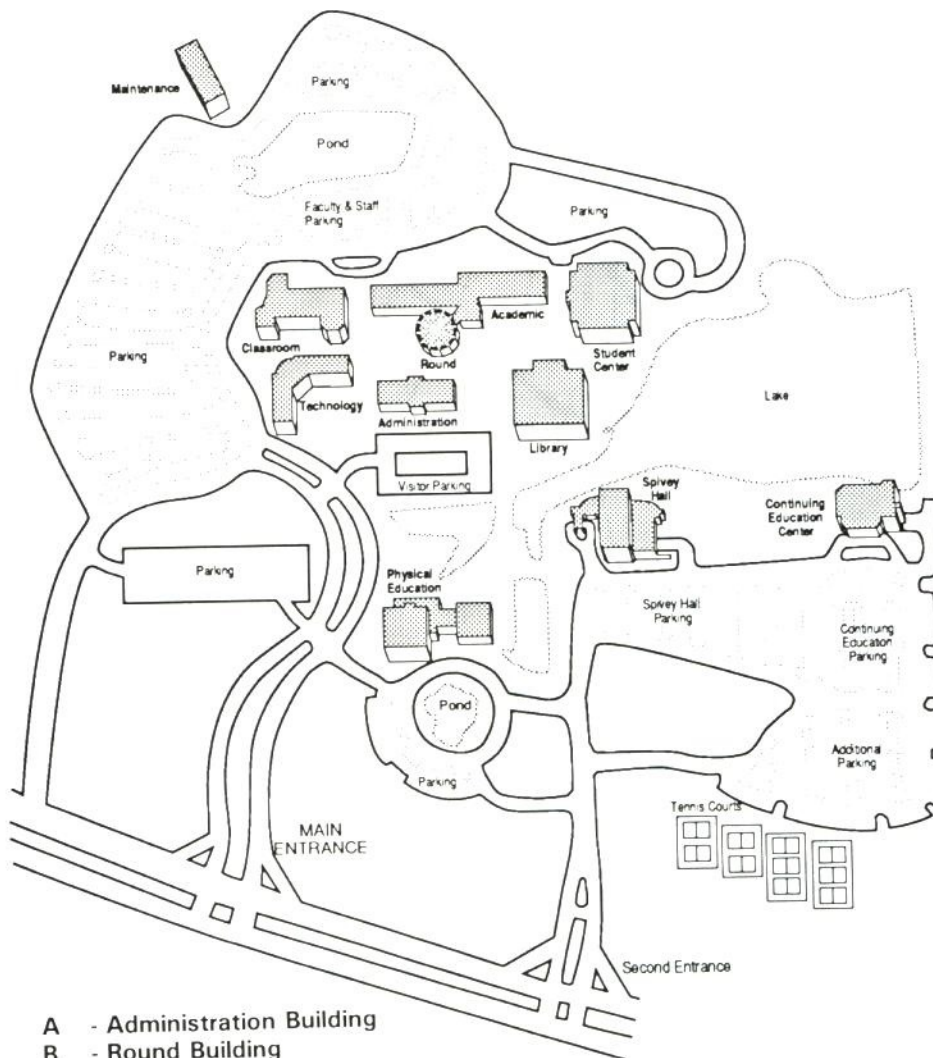 Maintenance
Parking
Pond
Faculty & Staff
Parking
Parking
Academic
Classroom
Round
Student
Center
Parking
Technology
Administration
Library
Lake
Visitor Parking
Spivey
Hall
Continuing
Education
Center
Parking
Physical
Education
Spivey Hall
Parking
Continuing
Education
Parking
Pond
Additional
Parking
Parking
Tennis Courts
MAIN
ENTRANCE
Second Entrance
A - Administration Building
B - Round Building